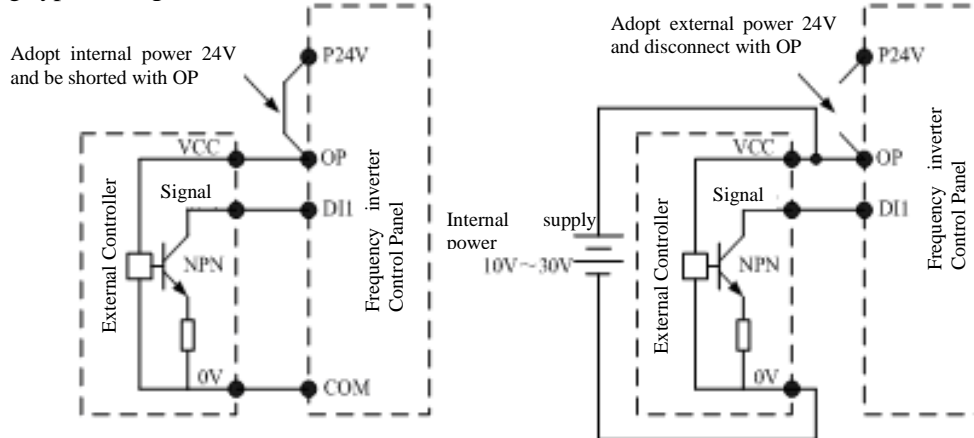 Adopt internal power 24V
and be shorted with OP
P24V
VCC
OP
Signal
DI1
NPN
0V
COM
External Controller
Frequency inverter
Control Panel
Adopt external power 24V
and disconnect with OP
P24V
VCC
OP
Signal
DI1
Internal supply
power
10V～30V
NPN
0V
External Controller
Frequency inverter
Control Panel